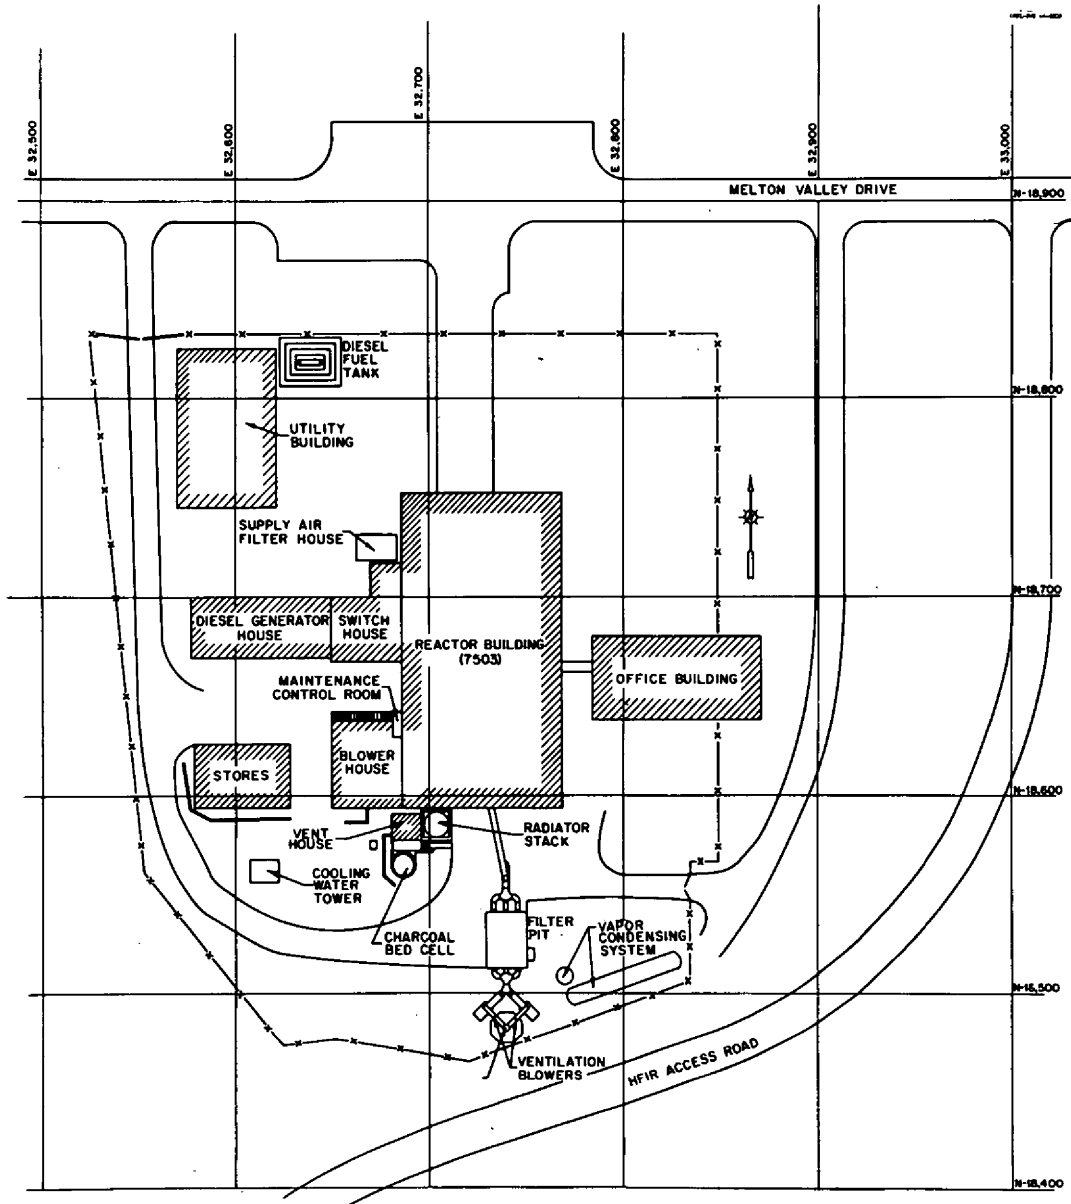 E 32,500
E 32,600
E 32,700
E 32,800
E 32,900
E 33,000
MELTON VALLEY DRIVE
N-18,900
DIESEL
FUEL
TANK
N-18,800
UTILITY
BUILDING
SUPPLY AIR
FILTER HOUSE
N-18,700
DIESEL GENERATOR
HOUSE
SWITCH
HOUSE
REACTOR BUILDING
(7503)
OFFICE BUILDING
MAINTENANCE
CONTROL ROOM
BLOWER
HOUSE
STORES
N-18,600
VENT
HOUSE
RADIATOR
STACK
COOLING
WATER
TOWER
CHARCOAL
BED CELL
FILTER
PIT
VAPOR
CONDENSING
SYSTEM
N-18,500
VENTILATION
BLOWERS
HFIR ACCESS ROAD
N-18,400